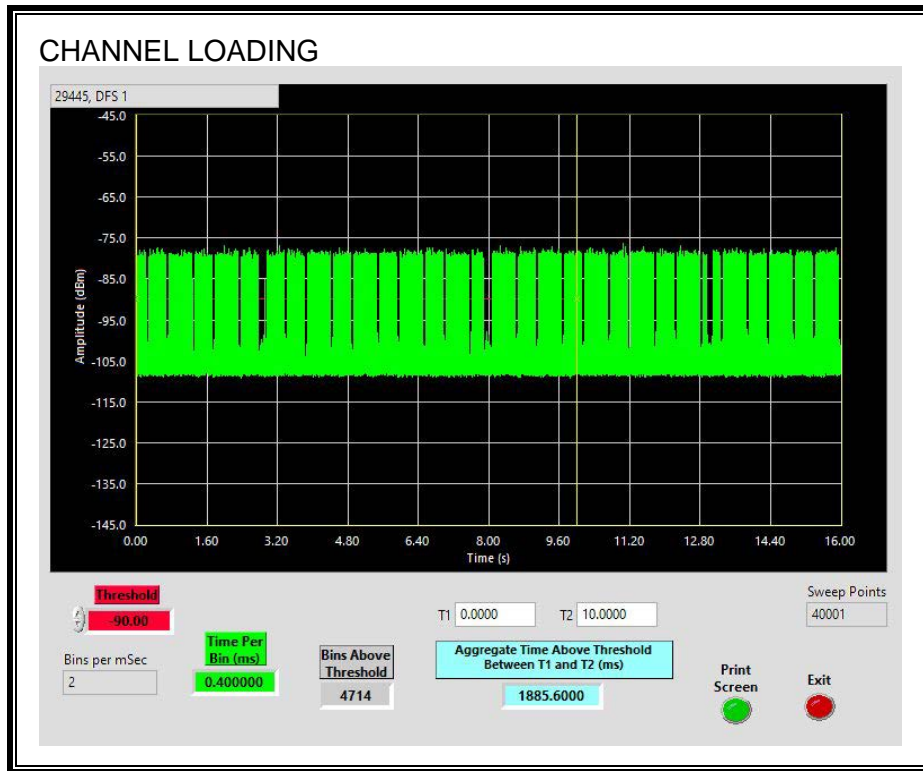 CHANNEL LOADING
29445, DFS 1
-45.0
-55.0
-65.0
-75.0
-85.0
-95.0
-105.0
-115.0
-125.0
-135.0
-145.0
Amplitude (dBm)
0.00 1.60 3.20 4.80 6.40 8.00 9.60 11.20 12.80 14.40 16.00
Time (s)
Threshold
-90.00
Bins per mSec
2
Time Per
Bin (ms)
0.400000
Bins Above
Threshold
4714
T1 0.0000 T2 10.0000
Aggregate Time Above Threshold
Between T1 and T2 (ms)
1885.6000
Sweep Points
40001
Print
Screen
Exit